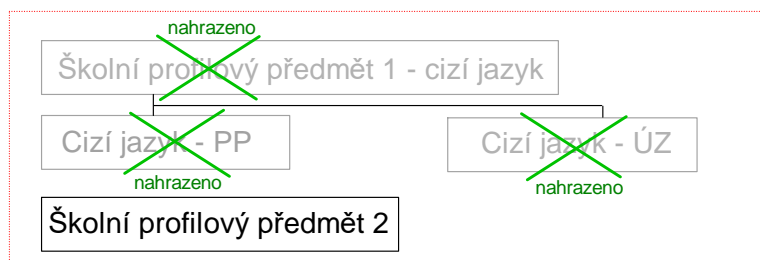 nahrazeno
Školní profilový předmět 1 - cizí jazyk
Cizí jazyk - PP
Cizí jazyk - ÚZ
nahrazeno
nahrazeno
Školní profilový předmět 2